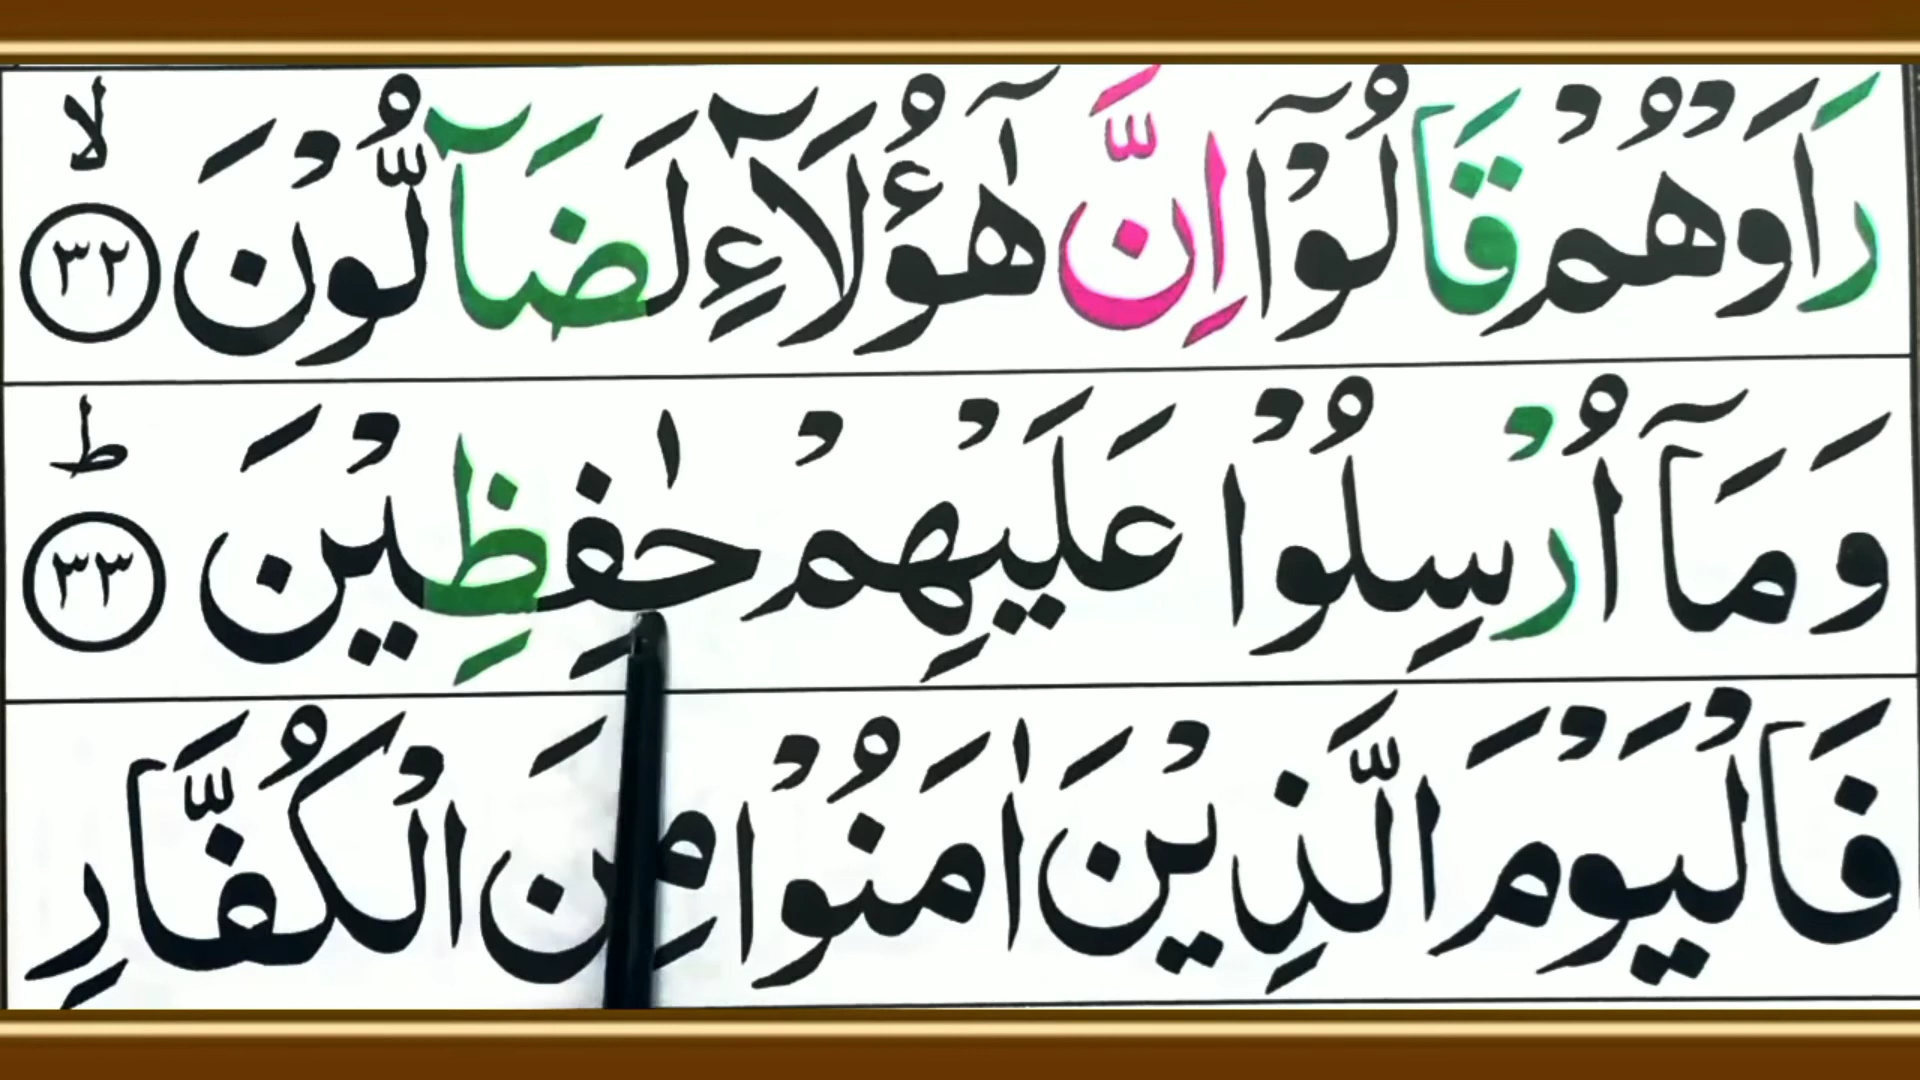 رَاَوْهُمْ قَالُوْۤا اِنَّ هٰۤؤُلَآءِ لَضَآلُّوْنَ ﴿۳۲﴾ ۙ
وَمَاۤ اُرْسِلُوْا عَلَيْهِمْ حٰفِظِيْنَ ﴿۳۳﴾ ؕ
فَالْيَوْمَ الَّذِيْنَ اٰمَنُوْا مِنَ الْكُفَّارِ